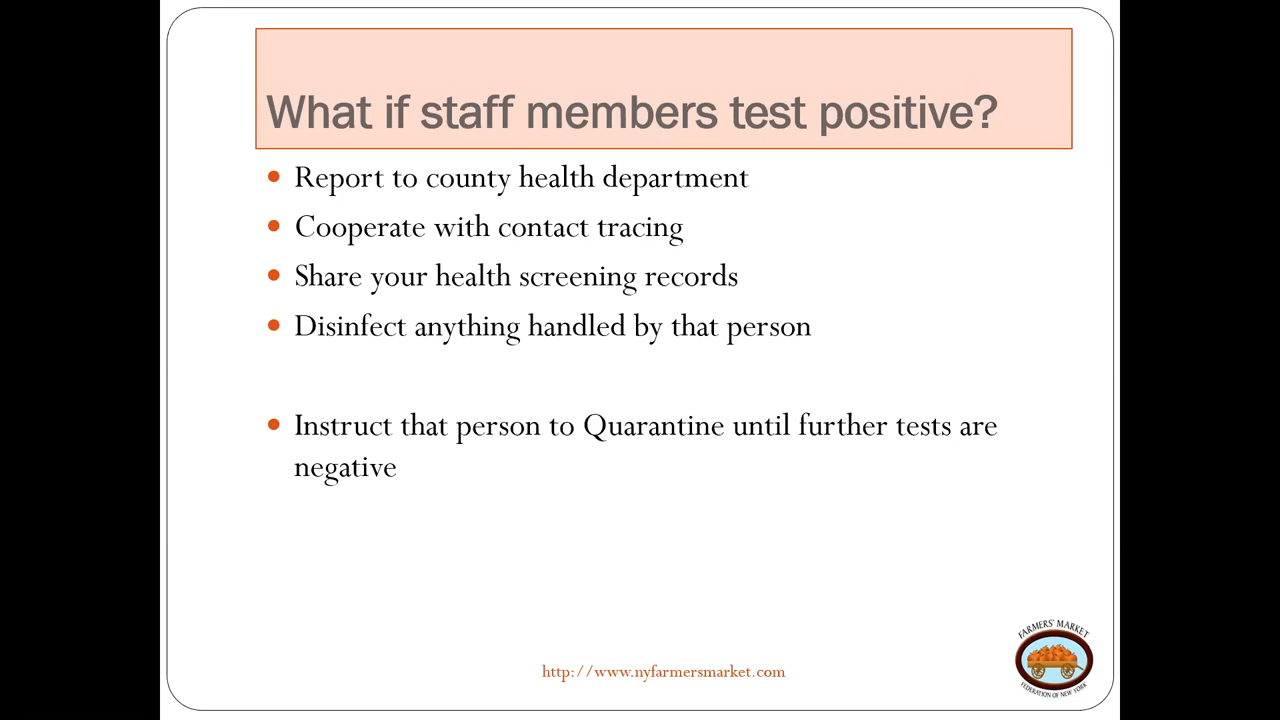 What if staff members test positive?
Report to county health department
Cooperate with contact tracing
Share your health screening records
Disinfect anything handled by that person
Instruct that person to Quarantine until further tests are
negative
FARMERS' MARKET
FEDERATION OF NEW YORK
http://www.nyfarmersmarket.com